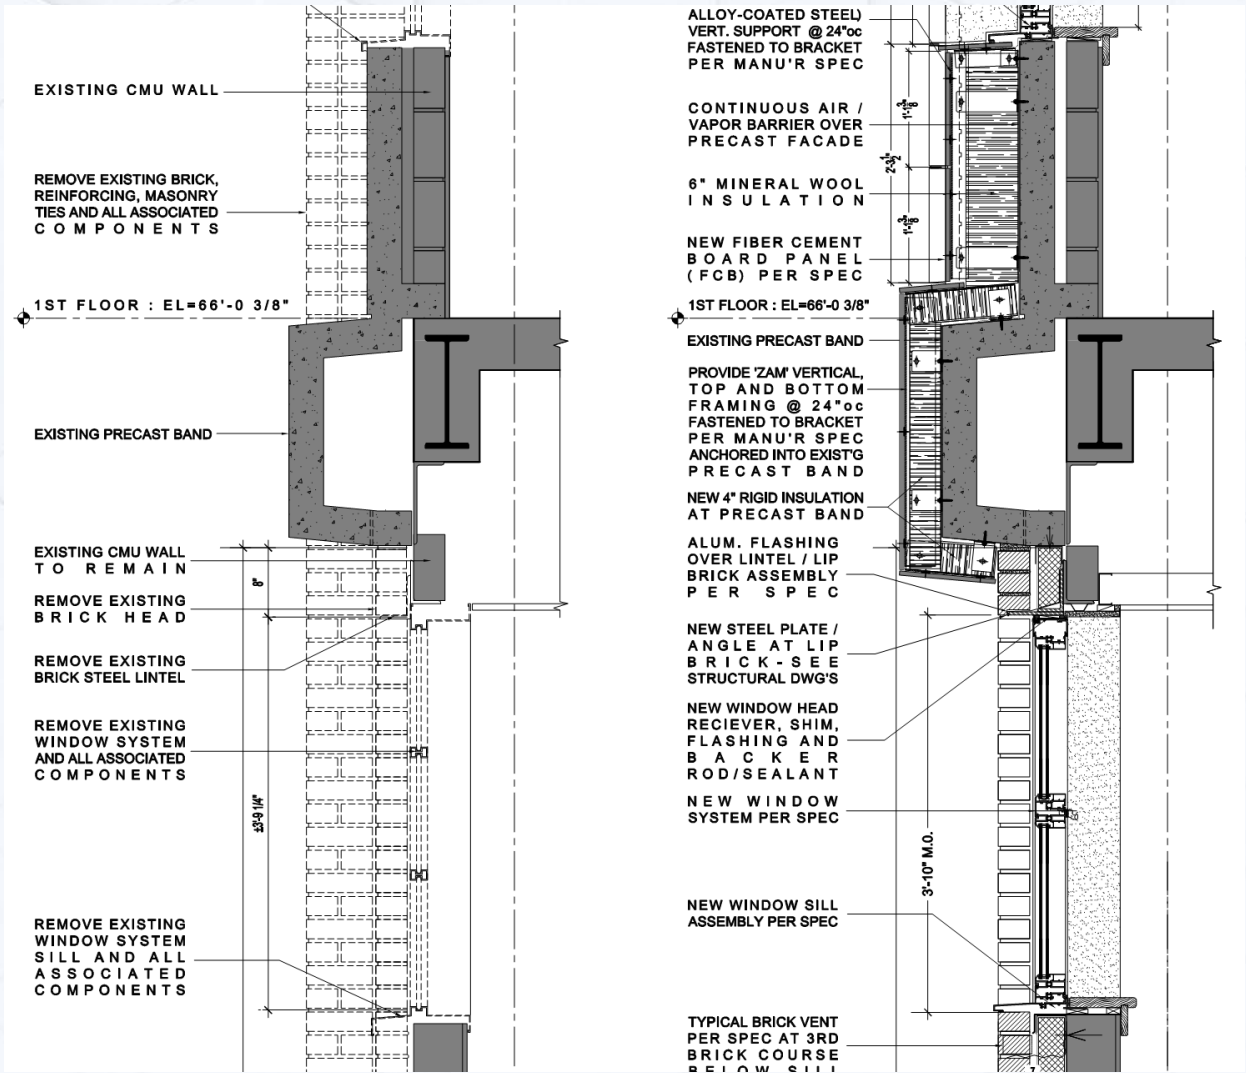 EXISTING CMU WALL
REMOVE EXISTING BRICK,
REINFORCING, MASONRY
TIES AND ALL ASSOCIATED
COMPONENTS
1ST FLOOR : EL=66'-0 3/8"
EXISTING PRECAST BAND
EXISTING CMU WALL
TO REMAIN
8"
REMOVE EXISTING
BRICK HEAD
REMOVE EXISTING
BRICK STEEL LINTEL
REMOVE EXISTING
WINDOW SYSTEM
AND ALL ASSOCIATED
COMPONENTS
±3'-9 1/4"
REMOVE EXISTING
WINDOW SYSTEM
SILL AND ALL
ASSOCIATED
COMPONENTS
ALLOY-COATED STEEL)
VERT. SUPPORT @ 24"oc
FASTENED TO BRACKET
PER MANU'R SPEC
CONTINUOUS AIR /
VAPOR BARRIER OVER
PRECAST FACADE
6" MINERAL WOOL
INSULATION
NEW FIBER CEMENT
BOARD PANEL
(FCB) PER SPEC
2'-3 1/2"
1ST FLOOR : EL=66'-0 3/8"
EXISTING PRECAST BAND
PROVIDE 'ZAM' VERTICAL,
TOP AND BOTTOM
FRAMING @ 24"oc
FASTENED TO BRACKET
PER MANU'R SPEC
ANCHORED INTO EXIST'G
PRECAST BAND
NEW 4" RIGID INSULATION
AT PRECAST BAND
ALUM. FLASHING
OVER LINTEL / LIP
BRICK ASSEMBLY
PER SPEC
NEW STEEL PLATE /
ANGLE AT LIP
BRICK-SEE
STRUCTURAL DWG'S
NEW WINDOW HEAD
RECIEVER, SHIM,
FLASHING AND
BACKER
ROD/SEALANT
NEW WINDOW
SYSTEM PER SPEC
3'-10" M.O.
NEW WINDOW SILL
ASSEMBLY PER SPEC
TYPICAL BRICK VENT
PER SPEC AT 3RD
BRICK COURSE
BELOW SILL